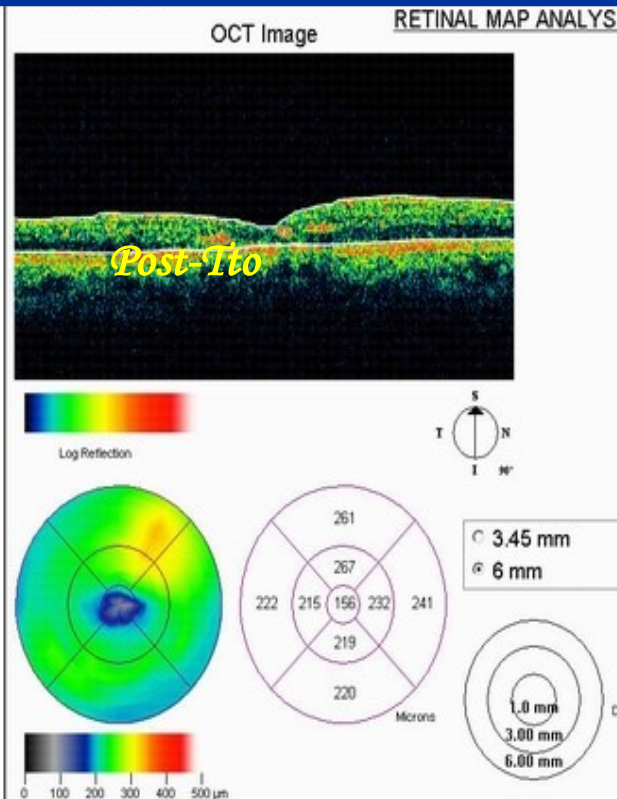 RETINAL MAP ANALYS
OCT Image
Post-Tto
Log Reflection
S
T N
I 90°
261
267
222 215 156 232 241
219
220
Microns
3.45 mm
6 mm
1.0 mm
3.00 mm
6.00 mm
0 100 200 300 400 500 µm